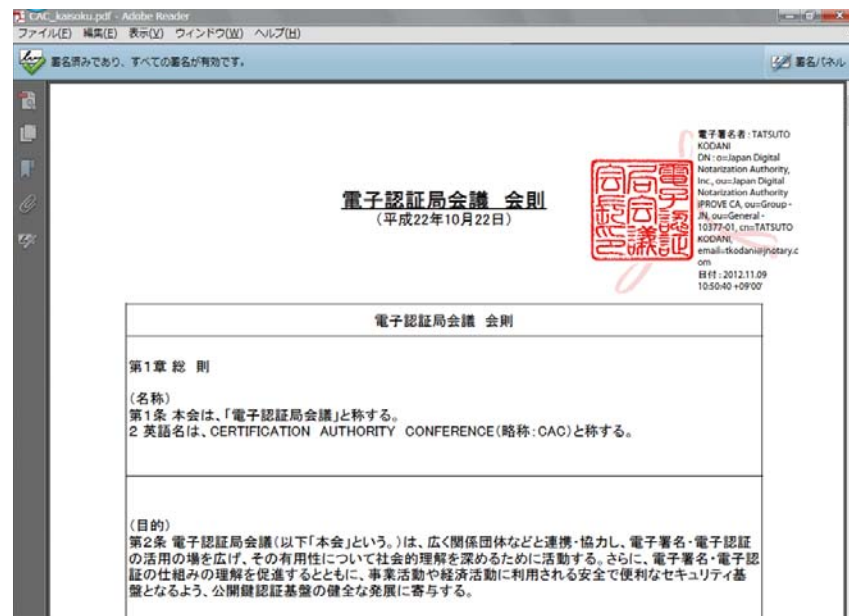 CAC_kaisoku.pdf - Adobe Reader
ファイル(F) 編集(E) 表示(V) ウィンドウ(W) ヘルプ(H)
署名済みであり、すべての署名が有効です。
署名パネル
電子署名者 : TATSUTO
KODANI
DN : o=Japan Digital
Notarization Authority,
Inc., ou=Japan Digital
Notarization Authority
iPROVE CA, ou=Group -
JN, ou=General -
10377-01, cn=TATSUTO
KODANI,
email=tkodani@jnotary.c
om
日付 : 2012.11.09
10:50:40 +09'00'
電子認証
局会議
会長印
電子認証局会議 会則
(平成22年10月22日)
電子認証局会議 会則
第1章 総 則
(名称)
第1条 本会は、「電子認証局会議」と称する。
2 英語名は、CERTIFICATION AUTHORITY CONFERENCE(略称:CAC)と称する。
(目的)
第2条 電子認証局会議(以下「本会」という。)は、広く関係団体などと連携・協力し、電子署名・電子認証
の活用の場を広げ、その有用性について社会的理解を深めるために活動する。さらに、電子署名・電子認
証の仕組みの理解を促進するとともに、事業活動や経済活動に利用される安全で便利なセキュリティ基
盤となるよう、公開鍵認証基盤の健全な発展に寄与する。